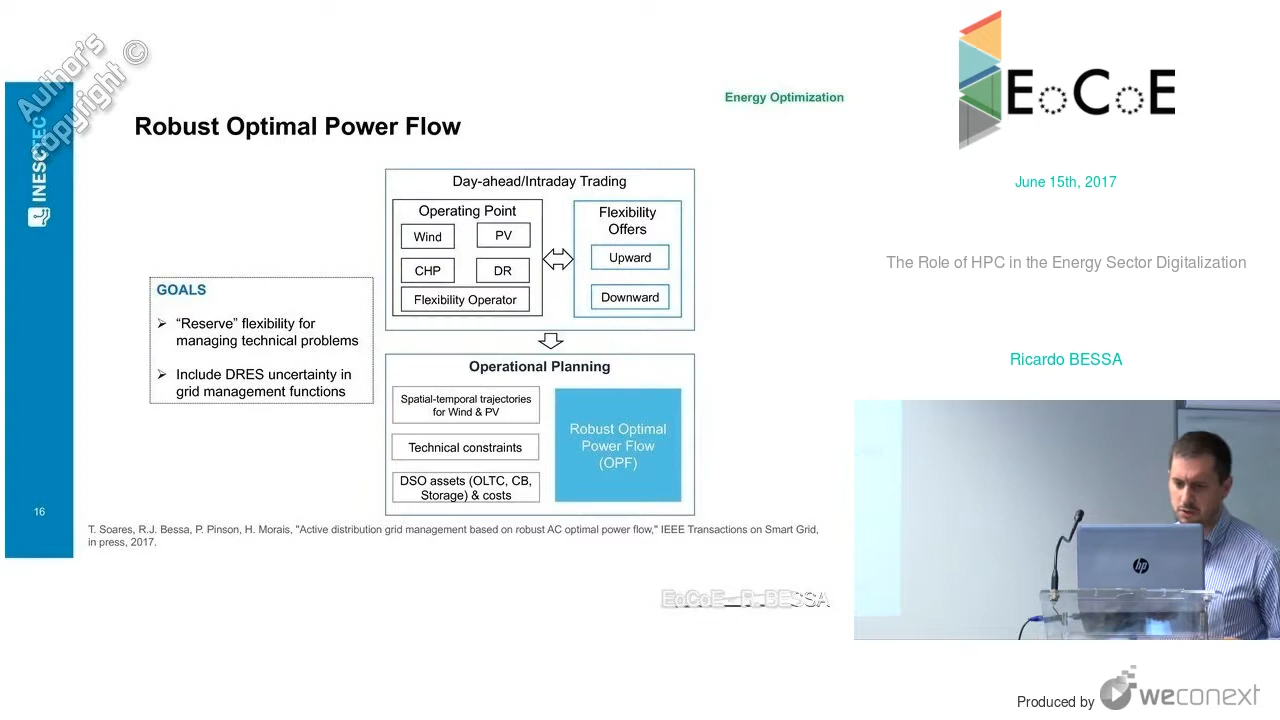 Author's
Copyright ©
INESCTEC
Energy Optimization
Robust Optimal Power Flow
Day-ahead/Intraday Trading
Operating Point
Wind
PV
CHP
DR
Flexibility Operator
Flexibility
Offers
Upward
Downward
GOALS
➢ “Reserve” flexibility for
managing technical problems
➢ Include DRES uncertainty in
grid management functions
Operational Planning
Spatial-temporal trajectories
for Wind & PV
Technical constraints
DSO assets (OLTC, CB,
Storage) & costs
Robust Optimal
Power Flow
(OPF)
16
T. Soares, R.J. Bessa, P. Pinson, H. Morais, "Active distribution grid management based on robust AC optimal power flow," IEEE Transactions on Smart Grid,
in press, 2017.
EoCoE - R. BESSA
EoCoE
June 15th, 2017
The Role of HPC in the Energy Sector Digitalization
Ricardo BESSA
hp
Produced by
weconext